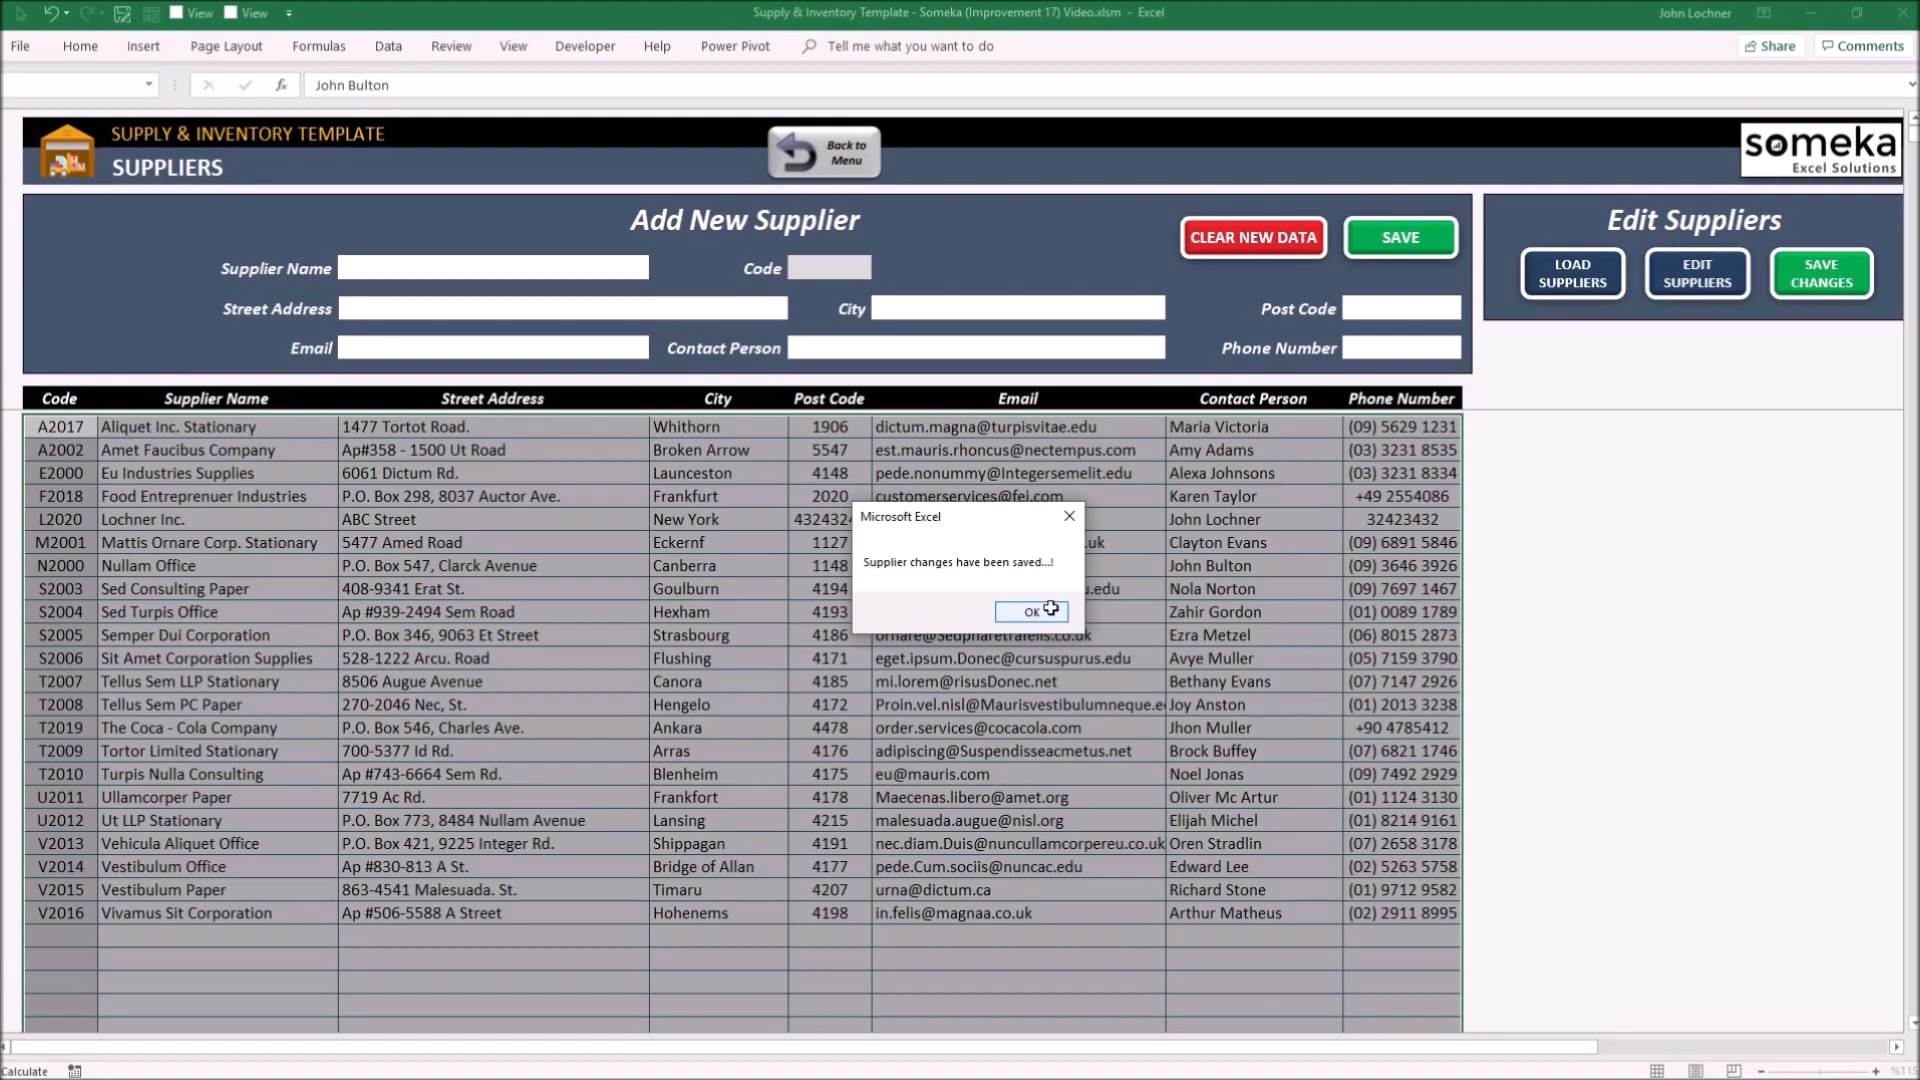 View View
Supply & Inventory Template - Someka (Improvement 17) Video.xlsm - Excel
John Lochner
File Home Insert Page Layout Formulas Data Review View Developer Help Power Pivot Tell me what you want to do Share Comments
fx John Bulton
SUPPLY & INVENTORY TEMPLATE
SUPPLIERS
Back to
Menu
someka
Excel Solutions
Add New Supplier
CLEAR NEW DATA SAVE
Supplier Name Code
Street Address City Post Code
Email Contact Person Phone Number
Edit Suppliers
LOAD
SUPPLIERS
EDIT
SUPPLIERS
SAVE
CHANGES
Code Supplier Name Street Address City Post Code Email Contact Person Phone Number
A2017 Aliquet Inc. Stationary 1477 Tortot Road. Whithorn 1906 dictum.magna@turpisvitae.edu Maria Victoria (09) 5629 1231
A2002 Amet Faucibus Company Ap#358 - 1500 Ut Road Broken Arrow 5547 est.mauris.rhoncus@nectempus.com Amy Adams (03) 3231 8535
E2000 Eu Industries Supplies 6061 Dictum Rd. Launceston 4148 pede.nonummy@Integersemelit.edu Alexa Johnsons (03) 3231 8334
F2018 Food Entreprenuer Industries P.O. Box 298, 8037 Auctor Ave. Frankfurt 2020 customerservices@fei.com Karen Taylor +49 2554086
L2020 Lochner Inc. ABC Street New York 4324324 John Lochner 32423432
M2001 Mattis Ornare Corp. Stationary 5477 Amed Road Eckernf 1127 .uk Clayton Evans (09) 6891 5846
N2000 Nullam Office P.O. Box 547, Clarck Avenue Canberra 1148 John Bulton (09) 3646 3926
S2003 Sed Consulting Paper 408-9341 Erat St. Goulburn 4194 .edu Nola Norton (09) 7697 1467
S2004 Sed Turpis Office Ap #939-2494 Sem Road Hexham 4193 Zahir Gordon (01) 0089 1789
S2005 Semper Dui Corporation P.O. Box 346, 9063 Et Street Strasbourg 4186 ornare@Sedpharetrafelis.co.uk Ezra Metzel (06) 8015 2873
S2006 Sit Amet Corporation Supplies 528-1222 Arcu. Road Flushing 4171 eget.ipsum.Donec@cursuspurus.edu Avye Muller (05) 7159 3790
T2007 Tellus Sem LLP Stationary 8506 Augue Avenue Canora 4185 mi.lorem@risusDonec.net Bethany Evans (07) 7147 2926
T2008 Tellus Sem PC Paper 270-2046 Nec, St. Hengelo 4172 Proin.vel.nisl@Maurisvestibulumneque.e Joy Anston (01) 2013 3238
T2019 The Coca - Cola Company P.O. Box 546, Charles Ave. Ankara 4478 order.services@cocacola.com Jhon Muller +90 4785412
T2009 Tortor Limited Stationary 700-5377 Id Rd. Arras 4176 adipiscing@Suspendisseacmetus.net Brock Buffey (07) 6821 1746
T2010 Turpis Nulla Consulting Ap #743-6664 Sem Rd. Blenheim 4175 eu@mauris.com Noel Jonas (09) 7492 2929
U2011 Ullamcorper Paper 7719 Ac Rd. Frankfort 4178 Maecenas.libero@amet.org Oliver Mc Artur (01) 1124 3130
U2012 Ut LLP Stationary P.O. Box 773, 8484 Nullam Avenue Lansing 4215 malesuada.augue@nisl.org Elijah Michel (01) 8214 9161
V2013 Vehicula Aliquet Office P.O. Box 421, 9225 Integer Rd. Shippagan 4191 nec.diam.Duis@nuncullamcorpereu.co.uk Oren Stradlin (07) 2658 3178
V2014 Vestibulum Office Ap #830-813 A St. Bridge of Allan 4177 pede.Cum.sociis@nuncac.edu Edward Lee (02) 5263 5758
V2015 Vestibulum Paper 863-4541 Malesuada. St. Timaru 4207 urna@dictum.ca Richard Stone (01) 9712 9582
V2016 Vivamus Sit Corporation Ap #506-5588 A Street Hohenems 4198 in.felis@magnaa.co.uk Arthur Matheus (02) 2911 8995
Microsoft Excel
Supplier changes have been saved...!
OK
Calculate %115